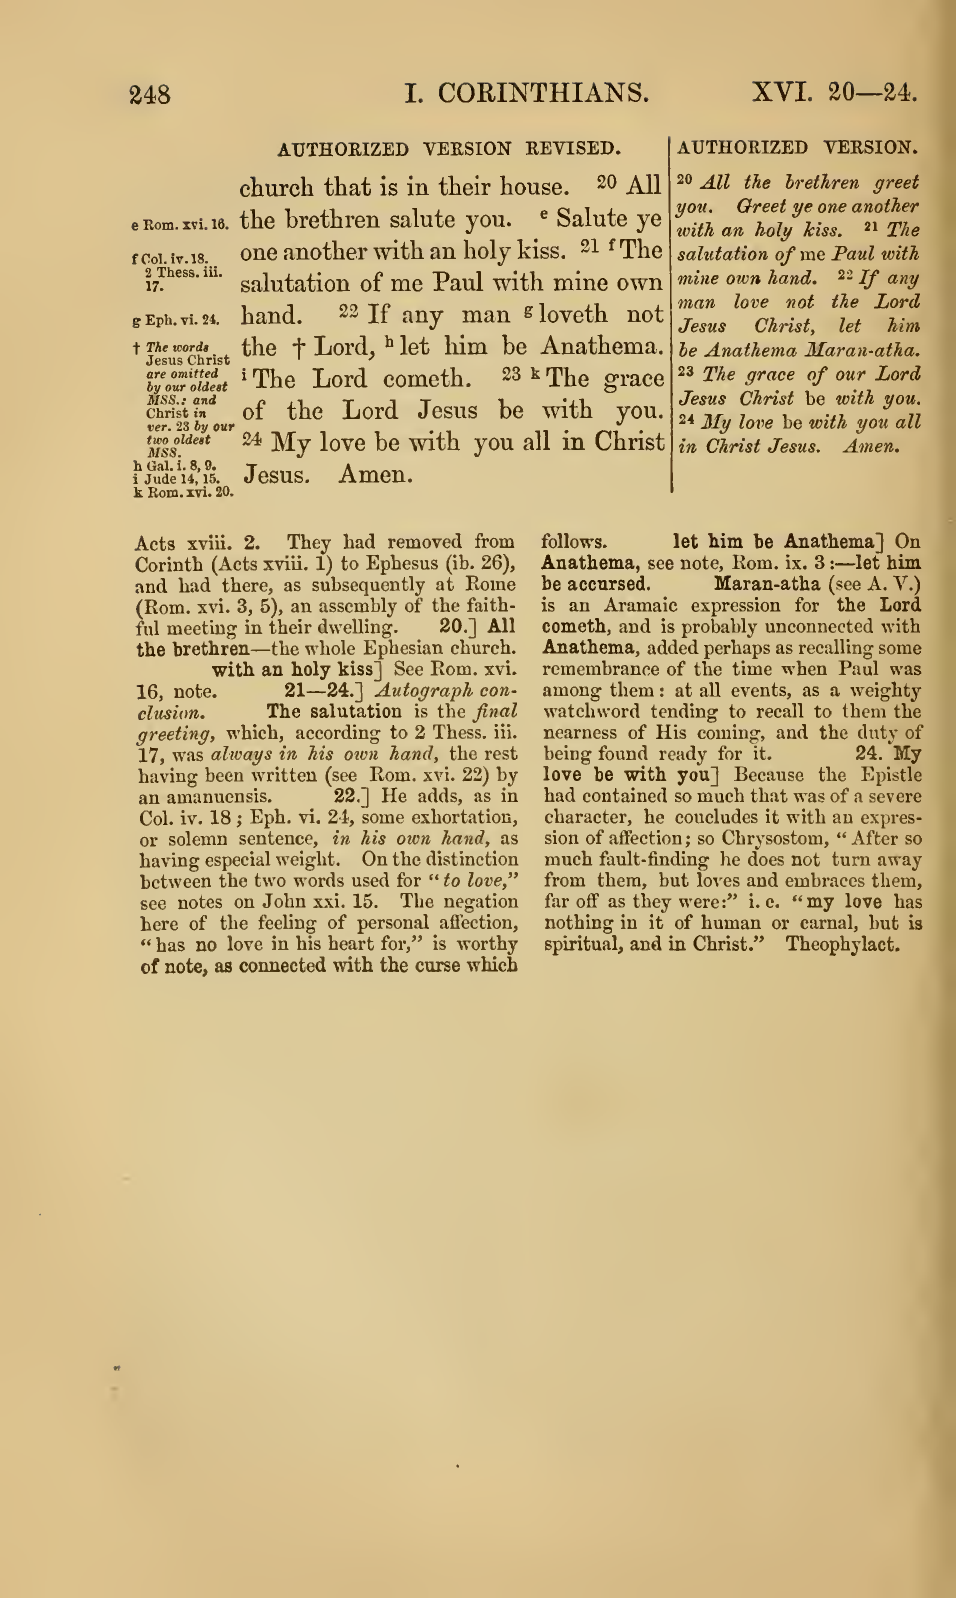 248 I. CORINTHIANS. XVI. 20—24.
AUTHORIZED VERSION REVISED.
church that is in their house. 20 All
the brethren salute you. e Salute ye
one another with an holy kiss. 21 f The
salutation of me Paul with mine own
hand. 22 If any man g loveth not
the † Lord, h let him be Anathema.
i The Lord cometh. 23 k The grace
of the Lord Jesus be with you.
24 My love be with you all in Christ
Jesus. Amen.
e Rom. xvi. 16.
f Col. iv. 18.
2 Thess. iii.
17.
g Eph. vi. 24.
† The words
Jesus Christ
are omitted
by our oldest
MSS.: and
Christ in
ver. 23 by our
two oldest
MSS.
h Gal. i. 8, 9.
i Jude 14, 15.
k Rom. xvi. 20.
AUTHORIZED VERSION.
20 All the brethren greet
you. Greet ye one another
with an holy kiss. 21 The
salutation of me Paul with
mine own hand. 22 If any
man love not the Lord
Jesus Christ, let him
be Anathema Maran-atha.
23 The grace of our Lord
Jesus Christ be with you.
24 My love be with you all
in Christ Jesus. Amen.
Acts xviii. 2. They had removed from
Corinth (Acts xviii. 1) to Ephesus (ib. 26),
and had there, as subsequently at Rome
(Rom. xvi. 3, 5), an assembly of the faith-
ful meeting in their dwelling. 20.] All
the brethren—the whole Ephesian church.
with an holy kiss] See Rom. xvi.
16, note. 21—24.] Autograph con-
clusion. The salutation is the final
greeting, which, according to 2 Thess. iii.
17, was always in his own hand, the rest
having been written (see Rom. xvi. 22) by
an amanuensis. 22.] He adds, as in
Col. iv. 18; Eph. vi. 24, some exhortation,
or solemn sentence, in his own hand, as
having especial weight. On the distinction
between the two words used for "to love,"
see notes on John xxi. 15. The negation
here of the feeling of personal affection,
"has no love in his heart for," is worthy
of note, as connected with the curse which
follows. let him be Anathema] On
Anathema, see note, Rom. ix. 3:—let him
be accursed. Maran-atha (see A. V.)
is an Aramaic expression for the Lord
cometh, and is probably unconnected with
Anathema, added perhaps as recalling some
remembrance of the time when Paul was
among them: at all events, as a weighty
watchword tending to recall to them the
nearness of His coming, and the duty of
being found ready for it. 24. My
love be with you] Because the Epistle
had contained so much that was of a severe
character, he concludes it with an expres-
sion of affection; so Chrysostom, "After so
much fault-finding he does not turn away
from them, but loves and embraces them,
far off as they were:" i. e. "my love has
nothing in it of human or carnal, but is
spiritual, and in Christ." Theophylact.